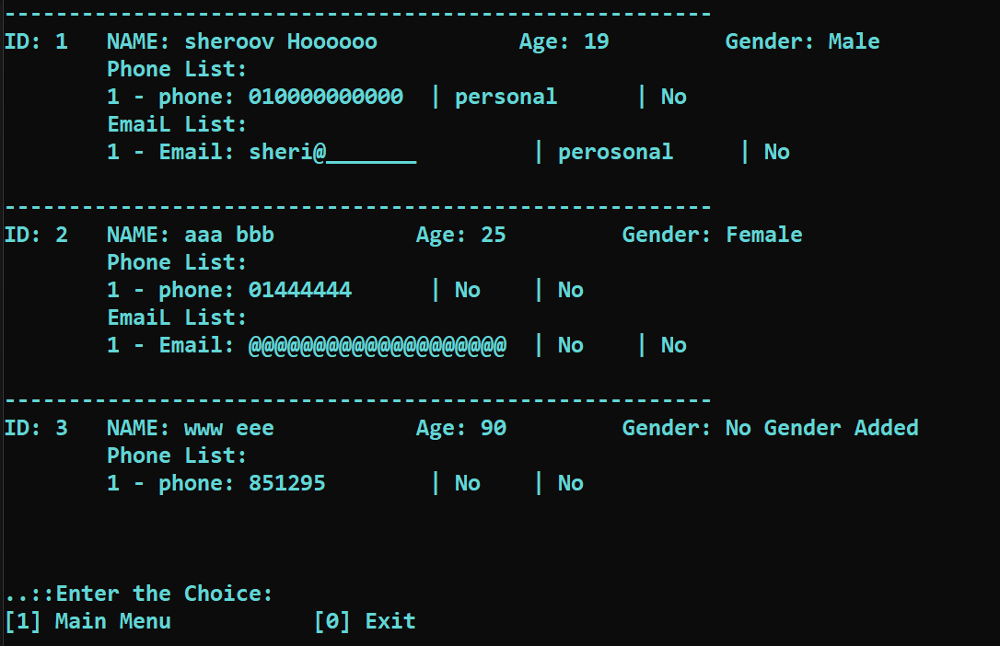 -------------------------------------------------------
ID: 1   NAME: sheroov Hoooooo           Age: 19         Gender: Male
        Phone List:
        1 - phone: 010000000000  | personal      | No
        EmaiL List:
        1 - Email: sheri@_______         | perosonal     | No
-------------------------------------------------------
ID: 2   NAME: aaa bbb           Age: 25         Gender: Female
        Phone List:
        1 - phone: 01444444      | No    | No
        EmaiL List:
        1 - Email: @@@@@@@@@@@@@@@@@@@@  | No    | No
-------------------------------------------------------
ID: 3   NAME: www eee           Age: 90         Gender: No Gender Added
        Phone List:
        1 - phone: 851295        | No    | No
..::Enter the Choice:
[1] Main Menu           [0] Exit